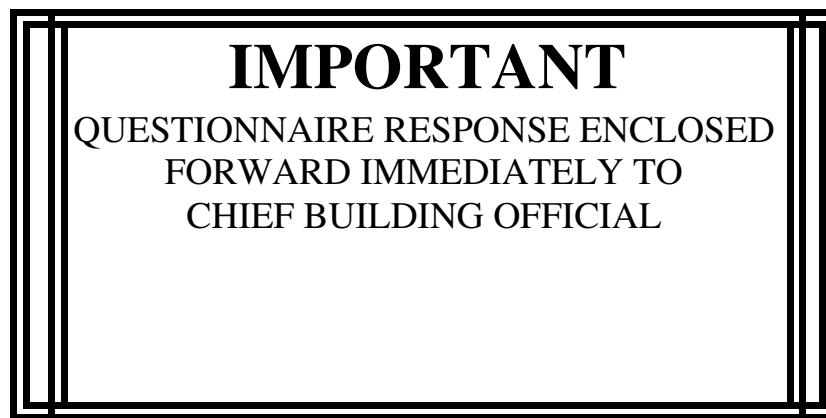 IMPORTANT
QUESTIONNAIRE RESPONSE ENCLOSED
FORWARD IMMEDIATELY TO
CHIEF BUILDING OFFICIAL